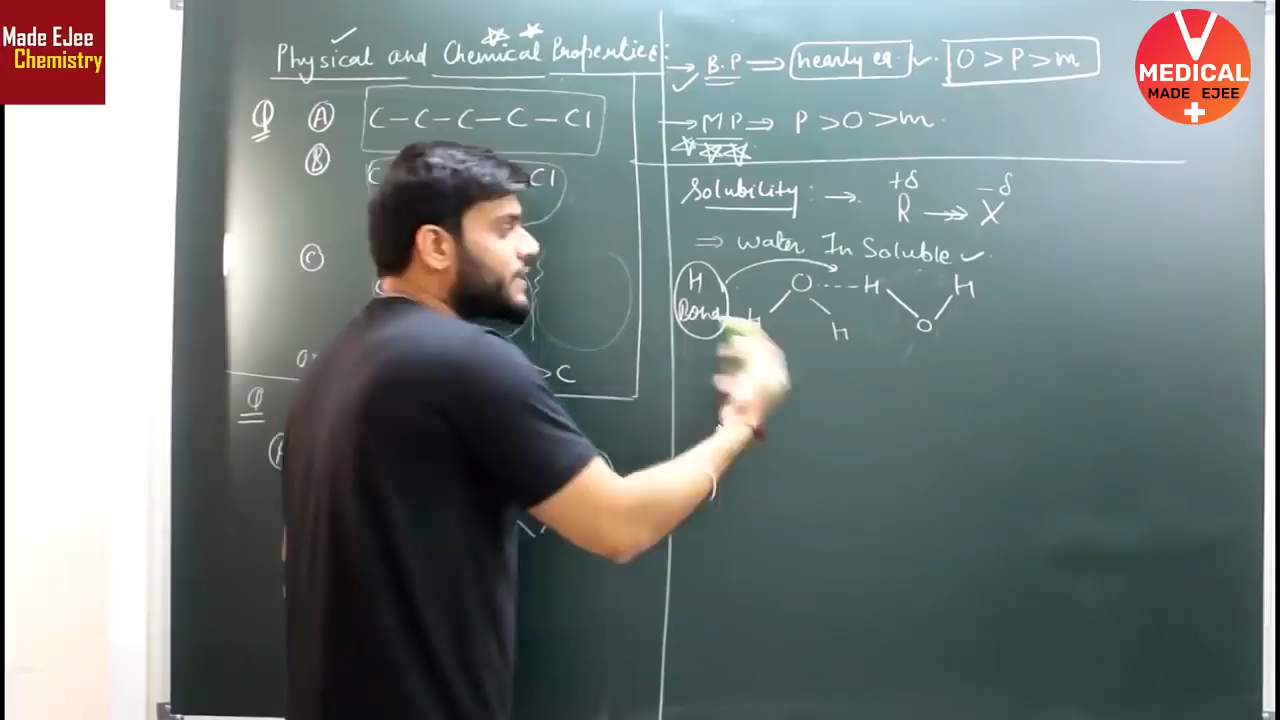 Made EJee
Chemistry
V
MEDICAL
MADE EJEE
Physical and Chemical Properties:
Q A C-C-C-C-Cl
B C Cl
C
>C
Q
→ B.P ⇒ nearly eq. O>P>m
→ MP ⇒ P>O>m
Solubility: → +δ R →→ -δ X
⇒ water In Soluble ✓
H Bond
O----H H
H H O